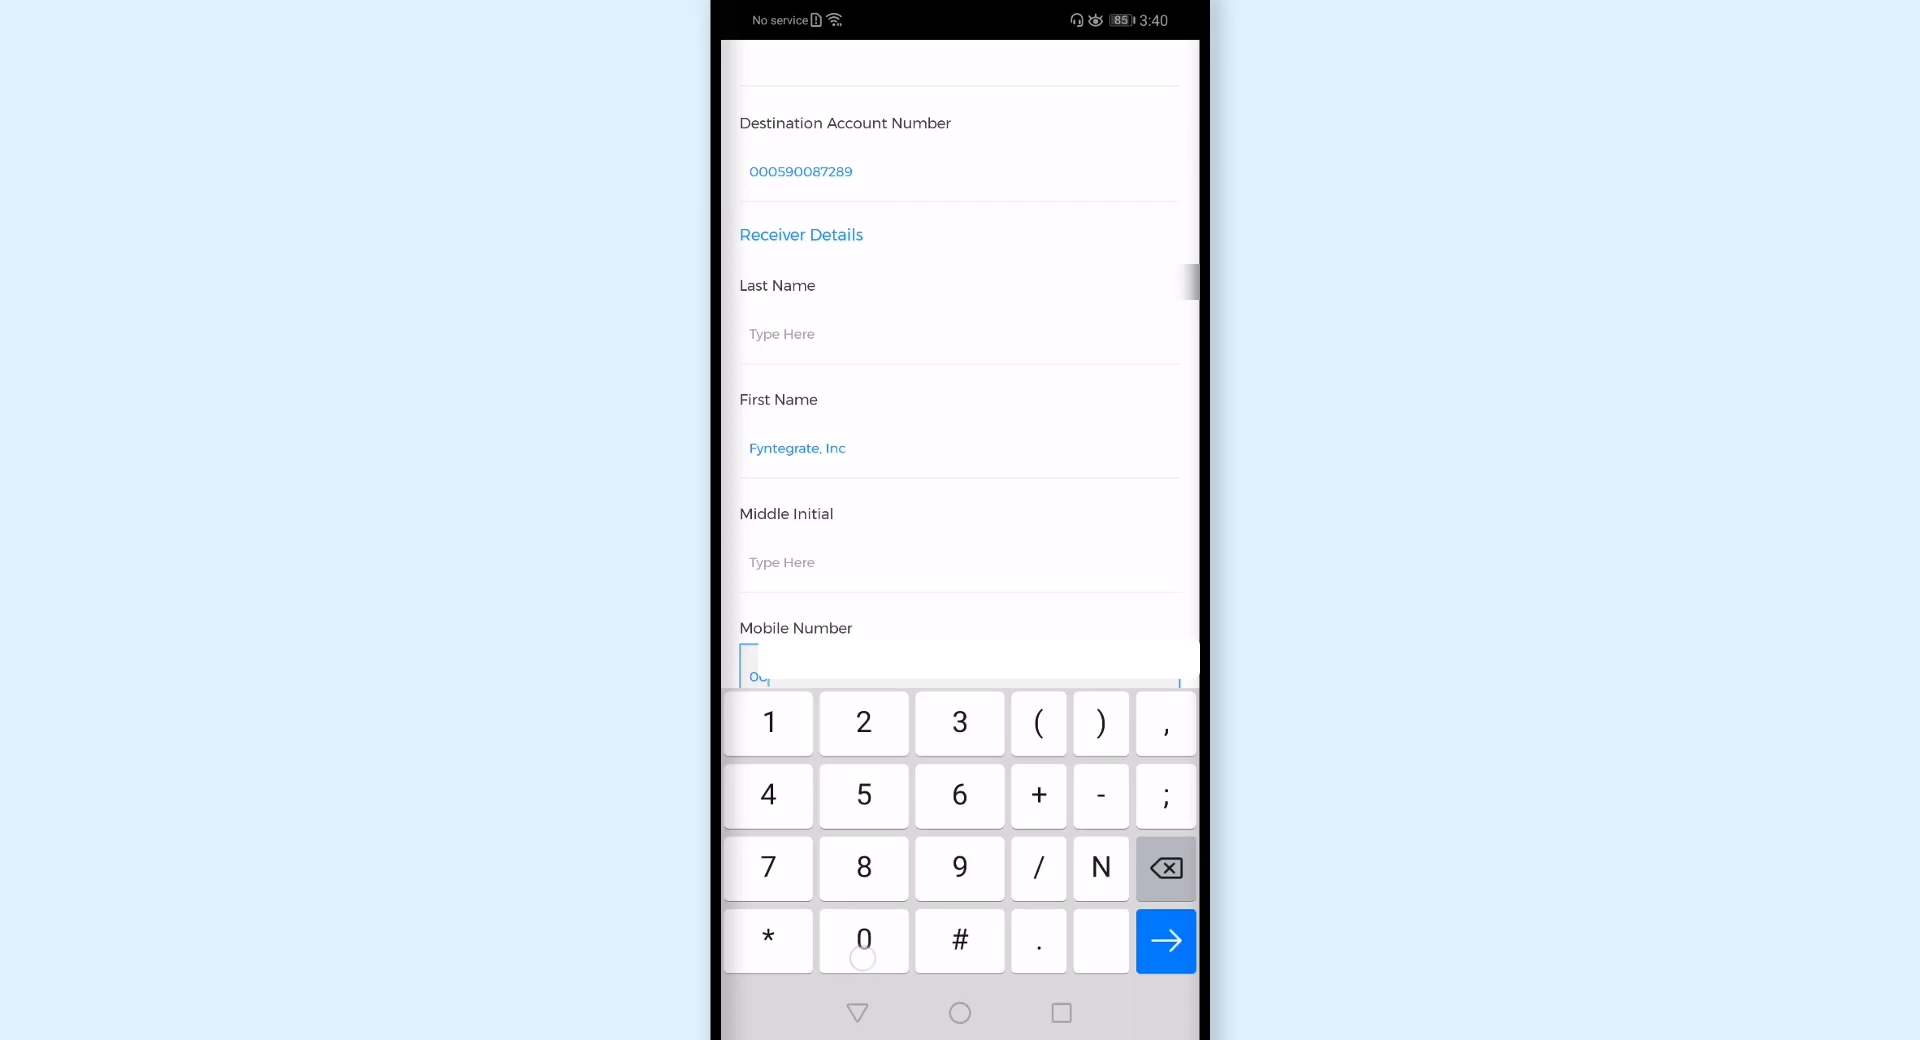 No service 85 3:40
Destination Account Number
000590087289
Receiver Details
Last Name
Type Here
First Name
Fyntegrate, Inc
Middle Initial
Type Here
Mobile Number
1 2 3 ( ) ,
4 5 6 + - ;
7 8 9 / N
* 0 # .